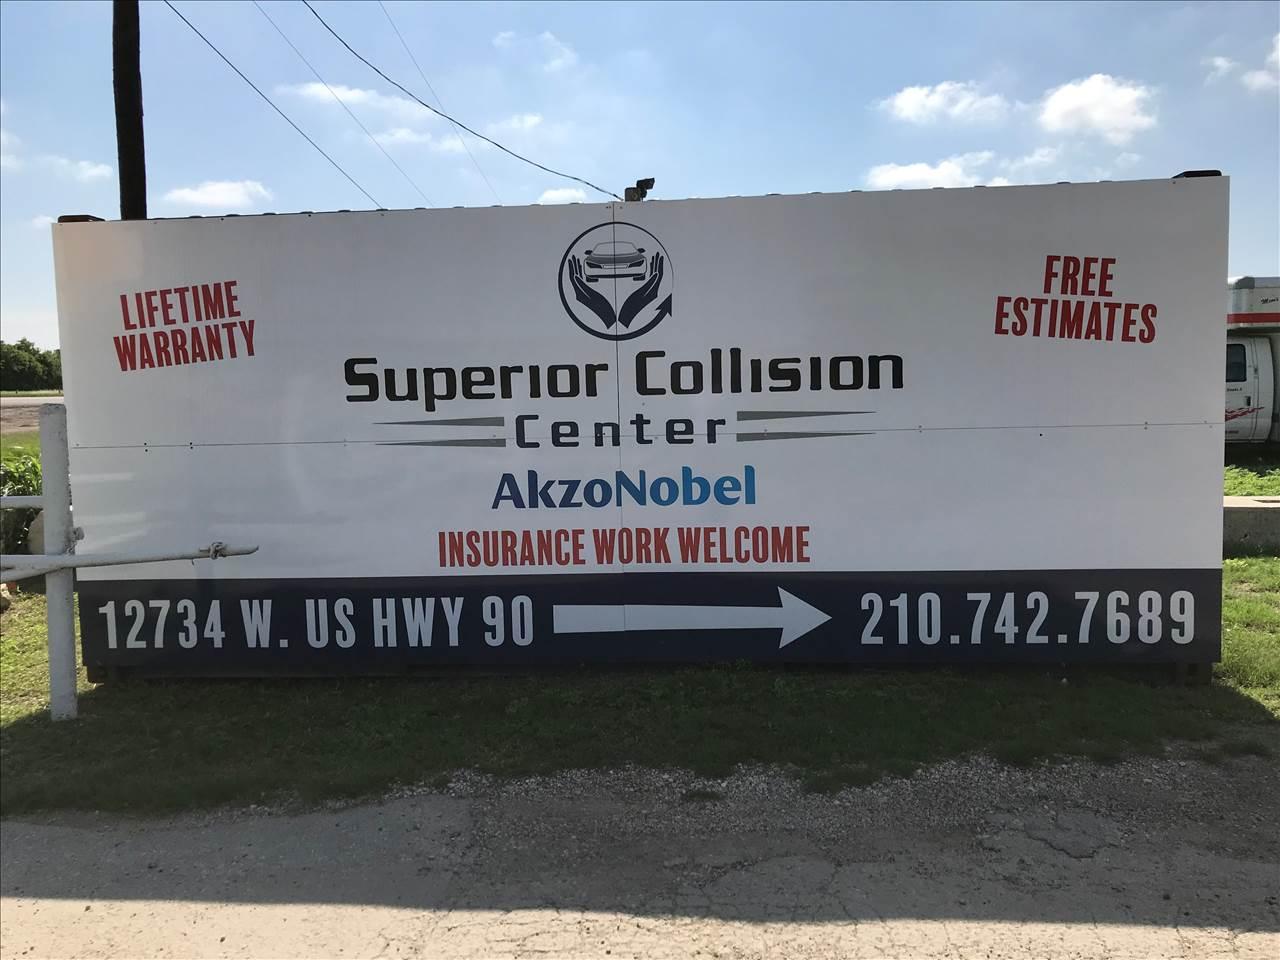 LIFETIME
WARRANTY
FREE
ESTIMATES
Superior Collision
Center
AkzoNobel
INSURANCE WORK WELCOME
12734 W. US HWY 90
210.742.7689